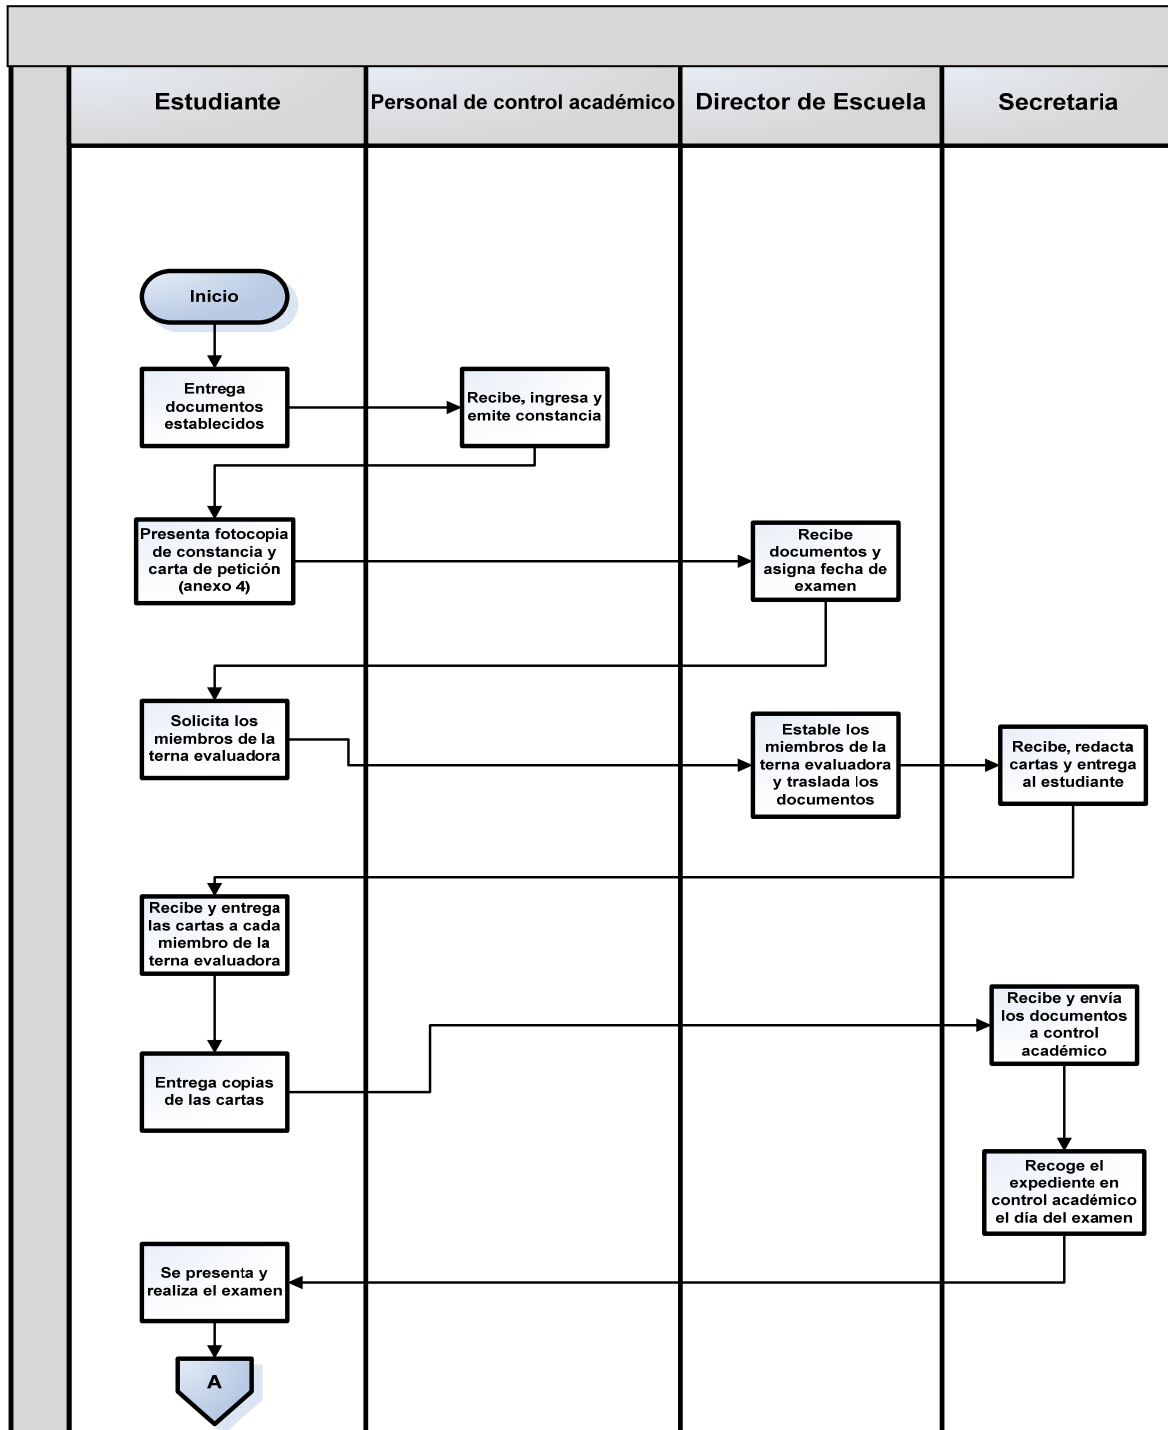 Estudiante
Personal de control académico
Director de Escuela
Secretaria
Inicio
Entrega
documentos
establecidos
Recibe, ingresa y
emite constancia
Presenta fotocopia
de constancia y
carta de petición
(anexo 4)
Recibe
documentos y
asigna fecha de
examen
Solicita los
miembros de la
terna evaluadora
Estable los
miembros de la
terna evaluadora
y traslada los
documentos
Recibe, redacta
cartas y entrega
al estudiante
Recibe y entrega
las cartas a cada
miembro de la
terna evaluadora
Entrega copias
de las cartas
Recibe y envía
los documentos
a control
académico
Recoge el
expediente en
control académico
el día del examen
Se presenta y
realiza el examen
A